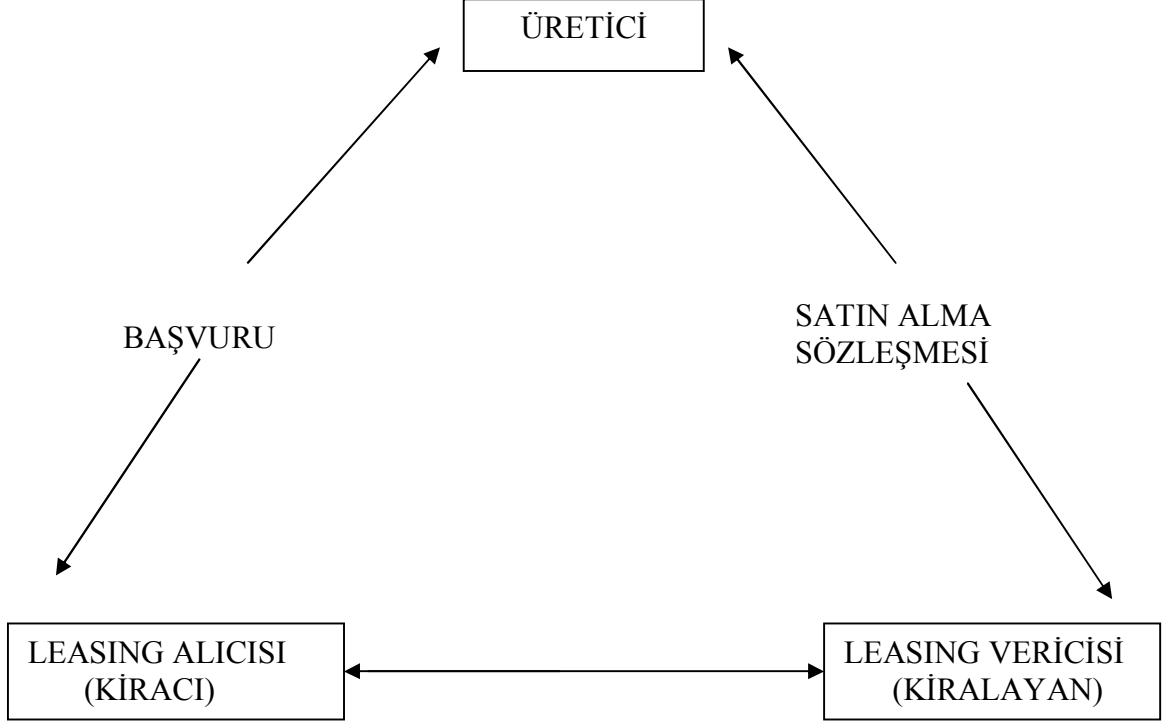 ÜRETİCİ
BAŞVURU
SATIN ALMA
SÖZLEŞMESİ
LEASING ALICISI
(KİRACI)
LEASING VERİCİSİ
(KİRALAYAN)